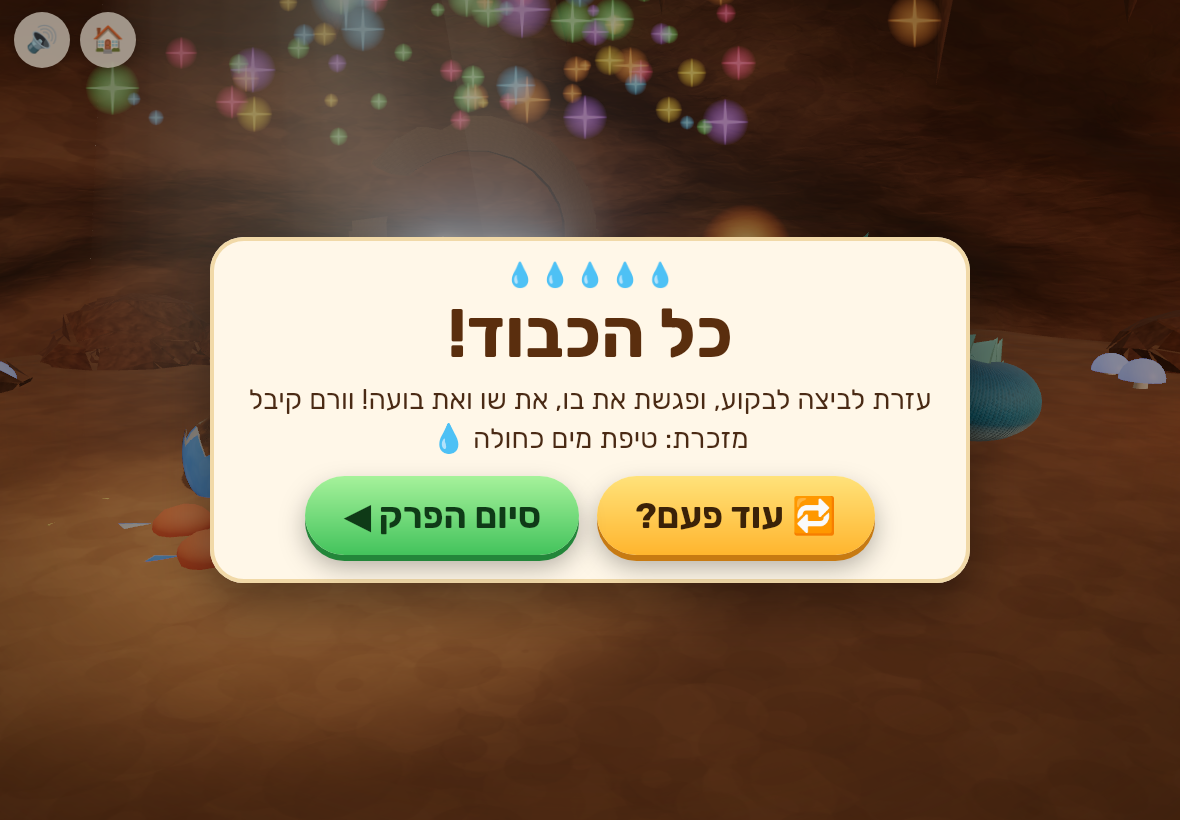 כל הכבוד!
עזרת לביצה לבקוע, ופגשת את בו, את שו ואת בועה! וורם קיבל
מזכרת: טיפת מים כחולה 💧
🔁 עוד פעם?
סיום הפרק ◀